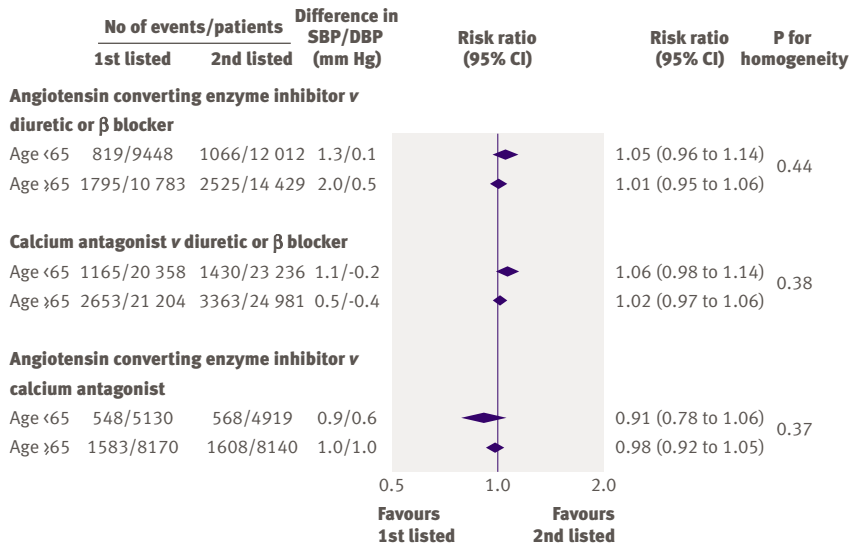 No of events/patients Difference in SBP/DBP (mm Hg) Risk ratio (95% CI) Risk ratio (95% CI) P for homogeneity
1st listed 2nd listed
Angiotensin converting enzyme inhibitor v
diuretic or β blocker
Age <65 819/9448 1066/12 012 1.3/0.1 1.05 (0.96 to 1.14)
0.44
Age ≥65 1795/10 783 2525/14 429 2.0/0.5 1.01 (0.95 to 1.06)
Calcium antagonist v diuretic or β blocker
Age <65 1165/20 358 1430/23 236 1.1/-0.2 1.06 (0.98 to 1.14)
0.38
Age ≥65 2653/21 204 3363/24 981 0.5/-0.4 1.02 (0.97 to 1.06)
Angiotensin converting enzyme inhibitor v
calcium antagonist
Age <65 548/5130 568/4919 0.9/0.6 0.91 (0.78 to 1.06)
0.37
Age ≥65 1583/8170 1608/8140 1.0/1.0 0.98 (0.92 to 1.05)
0.5 1.0 2.0
Favours Favours
1st listed 2nd listed